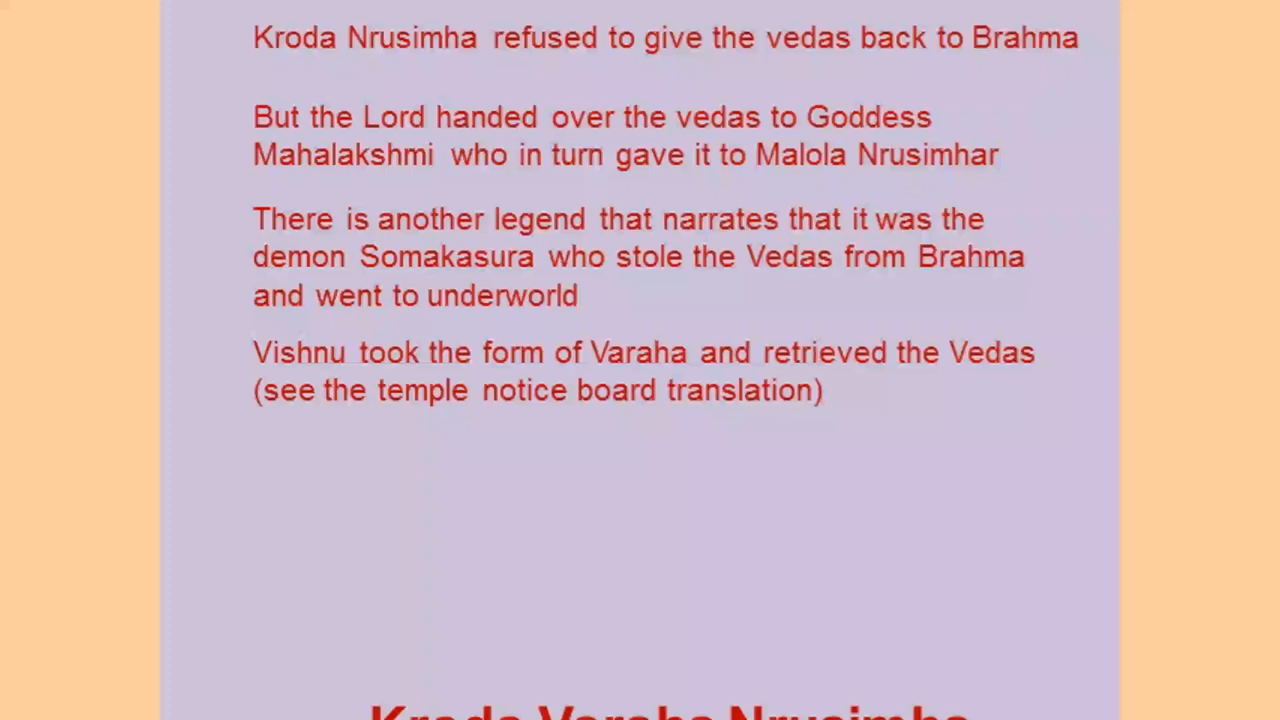 Kroda Nrusimha refused to give the vedas back to Brahma
But the Lord handed over the vedas to Goddess
Mahalakshmi who in turn gave it to Malola Nrusimhar
There is another legend that narrates that it was the
demon Somakasura who stole the Vedas from Brahma
and went to underworld
Vishnu took the form of Varaha and retrieved the Vedas
(see the temple notice board translation)
Kroda Varaha Nrusimha